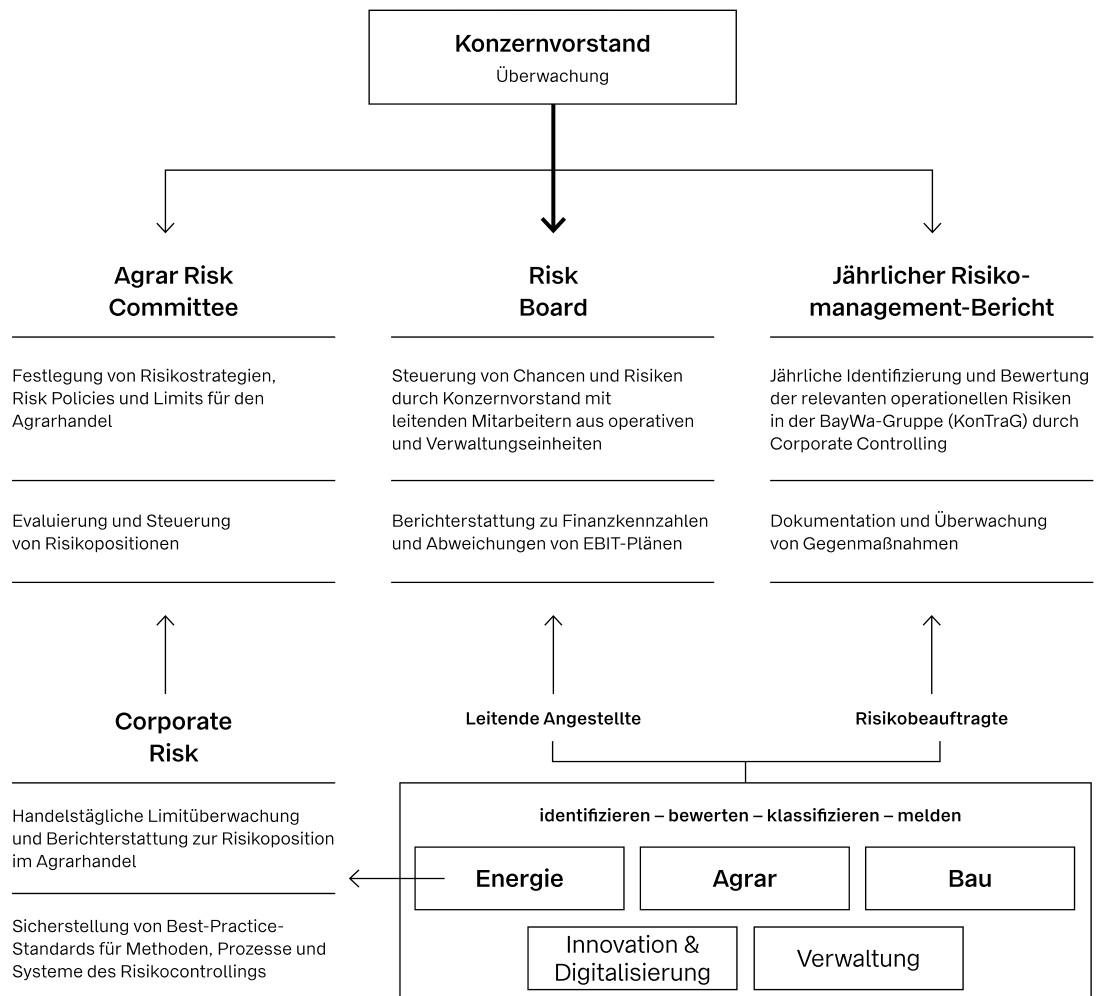 Konzernvorstand
Überwachung
Agrar Risk
Committee
Festlegung von Risikostrategien,
Risk Policies und Limits für den
Agrarhandel
Evaluierung und Steuerung
von Risikopositionen
Risk
Board
Steuerung von Chancen und Risiken
durch Konzernvorstand mit
leitenden Mitarbeitern aus operativen
und Verwaltungseinheiten
Berichterstattung zu Finanzkennzahlen
und Abweichungen von EBIT-Plänen
Jährlicher Risiko-
management-Bericht
Jährliche Identifizierung und Bewertung
der relevanten operationellen Risiken
in der BayWa-Gruppe (KonTraG) durch
Corporate Controlling
Dokumentation und Überwachung
von Gegenmaßnahmen
Corporate
Risk
Handelstägliche Limitüberwachung
und Berichterstattung zur Risikoposition
im Agrarhandel
Sicherstellung von Best-Practice-
Standards für Methoden, Prozesse und
Systeme des Risikocontrollings
Leitende Angestellte
Risikobeauftragte
identifizieren – bewerten – klassifizieren – melden
Energie
Agrar
Bau
Innovation &
Digitalisierung
Verwaltung